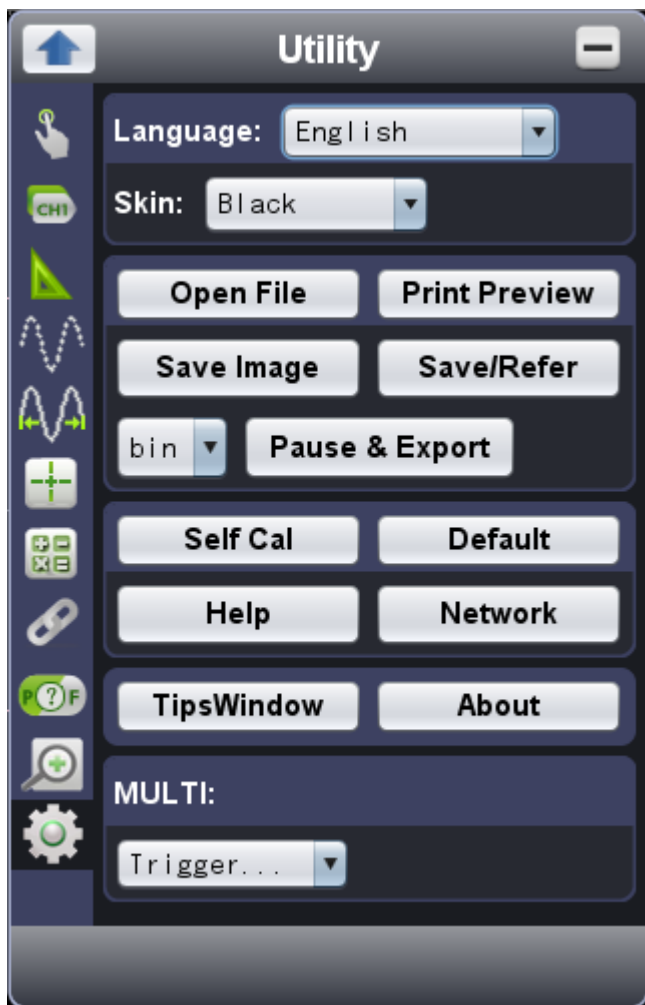 Utility
Language: English
CH1
Skin: Black
Open File Print Preview
Save Image Save/Refer
bin Pause & Export
Self Cal Default
Help Network
P?F
TipsWindow About
MULTI:
Trigger...